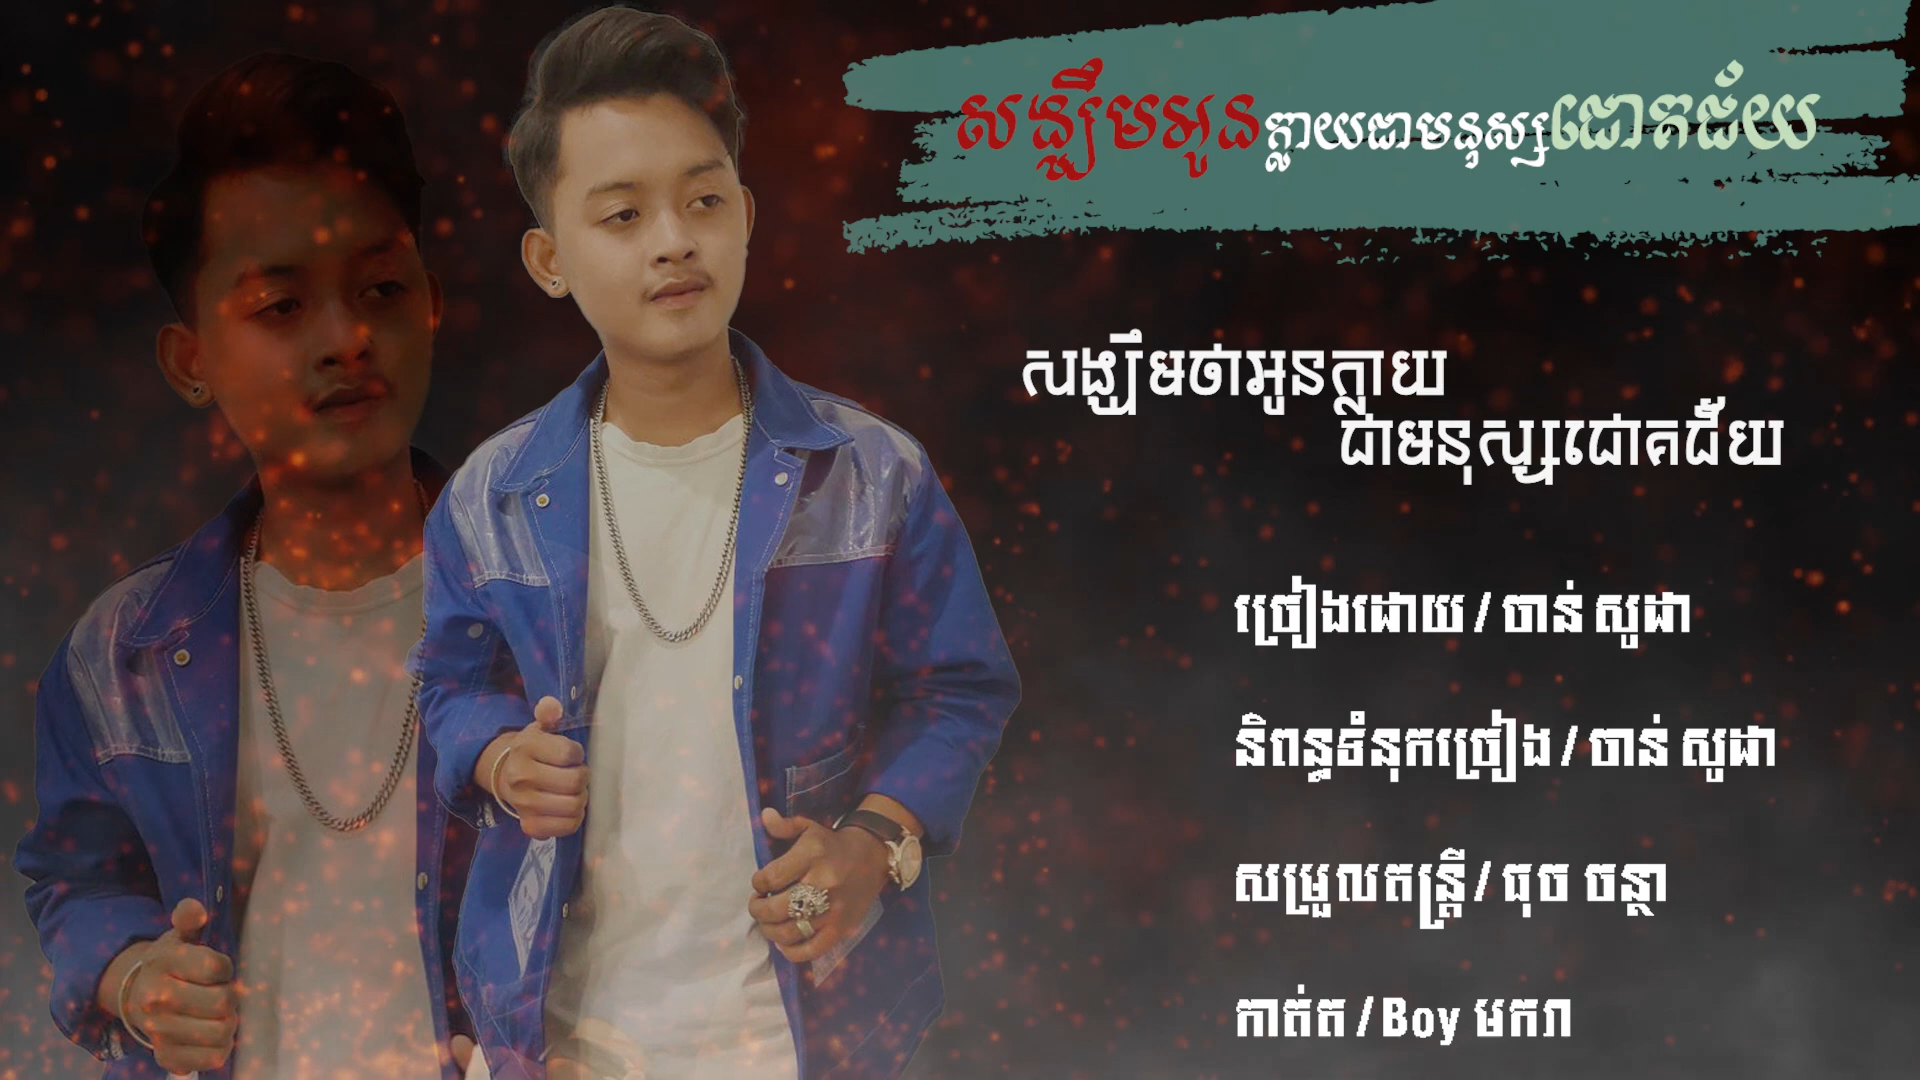 សង្ឃឹមអូនក្លាយជាមនុស្សជោគជ័យ
សង្ឃឹមថាអូនក្លាយ
ជាមនុស្សជោគជ័យ
ច្រៀងដោយ / ចាន់ សូដា
និពន្ធទំនុកច្រៀង / ចាន់ សូដា
សម្រួលតន្ត្រី / ធុច ចន្ថា
កាត់ត / Boy មករា